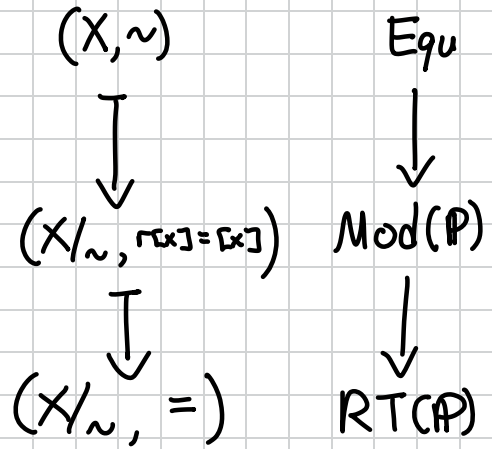 (X, ~) Equ
(X/~, r[x]=[x]) Mod(ℙ)
(X/~, =) RT(ℙ)